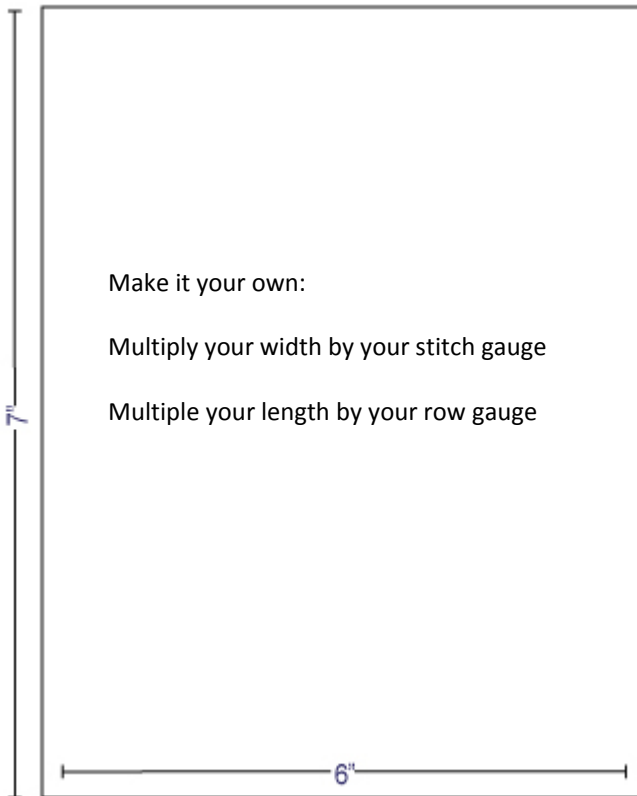 Make it your own:
Multiply your width by your stitch gauge
Multiple your length by your row gauge
7"
6"